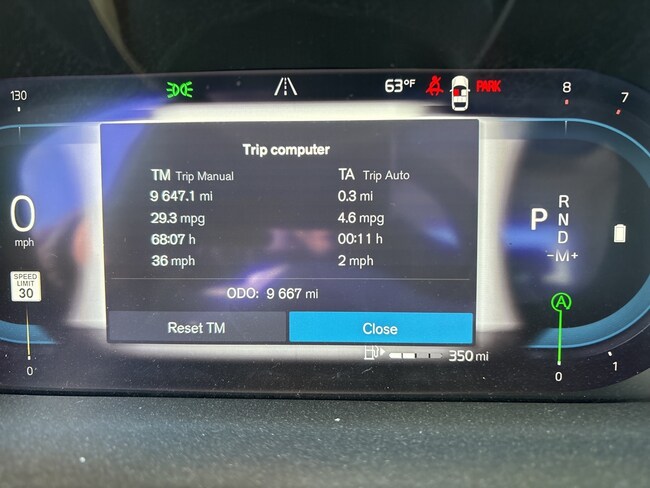 130
63°F
PARK
8
7
Trip computer
TM Trip Manual
TA Trip Auto
9 647.1 mi
0.3 mi
29.3 mpg
4.6 mpg
68:07 h
00:11 h
36 mph
2 mph
ODO: 9 667 mi
Reset TM
Close
0
mph
SPEED
LIMIT
30
0
P
R
N
D
-M+
A
350 mi
0
1